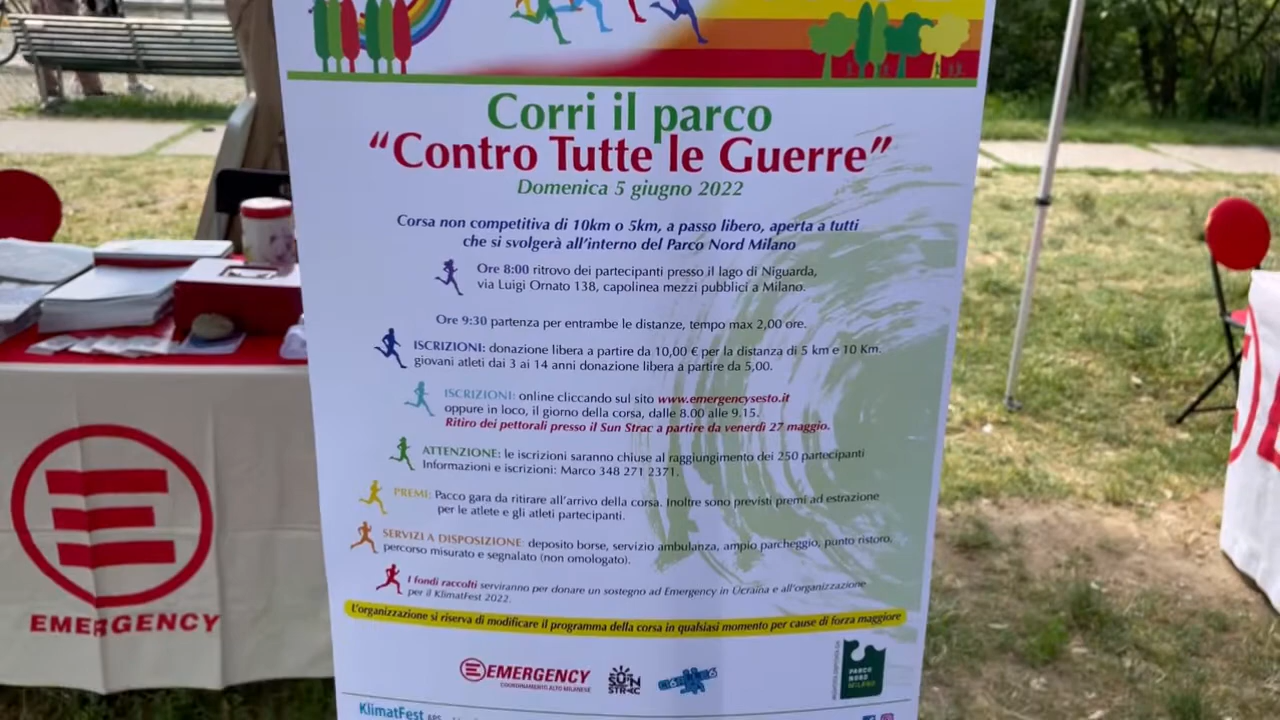 Corri il parco
“Contro Tutte le Guerre”
Domenica 5 giugno 2022
Corsa non competitiva di 10km o 5km, a passo libero, aperta a tutti
che si svolgerà all’interno del Parco Nord Milano
Ore 8:00 ritrovo dei partecipanti presso il lago di Niguarda,
via Luigi Ornato 138, capolinea mezzi pubblici a Milano.
Ore 9:30 partenza per entrambe le distanze, tempo max 2,00 ore.
ISCRIZIONI: donazione libera a partire da 10,00 € per la distanza di 5 km e 10 Km.
giovani atleti dai 3 ai 14 anni donazione libera a partire da 5,00.
ISCRIZIONI: online cliccando sul sito www.emergencysesto.it
oppure in loco, il giorno della corsa, dalle 8.00 alle 9.15.
Ritiro dei pettorali presso il Sun Strac a partire da venerdì 27 maggio.
ATTENZIONE: le iscrizioni saranno chiuse al raggiungimento dei 250 partecipanti
Informazioni e iscrizioni: Marco 348 271 2371.
PREMI: Pacco gara da ritirare all’arrivo della corsa. Inoltre sono previsti premi ad estrazione
per le atlete e gli atleti partecipanti.
SERVIZI A DISPOSIZIONE: deposito borse, servizio ambulanza, ampio parcheggio, punto ristoro.
percorso misurato e segnalato (non omologato).
I fondi raccolti serviranno per donare un sostegno ad Emergency in Ucraina e all’organizzazione
per il KlimatFest 2022.
L’organizzazione si riserva di modificare il programma della corsa in qualsiasi momento per cause di forza maggiore
EMERGENCY
COORDINAMENTO ALTO MILANESE
SUN
STRAC
PARCO
NORD
MILANO
KlimatFest APS
EMERGENCY